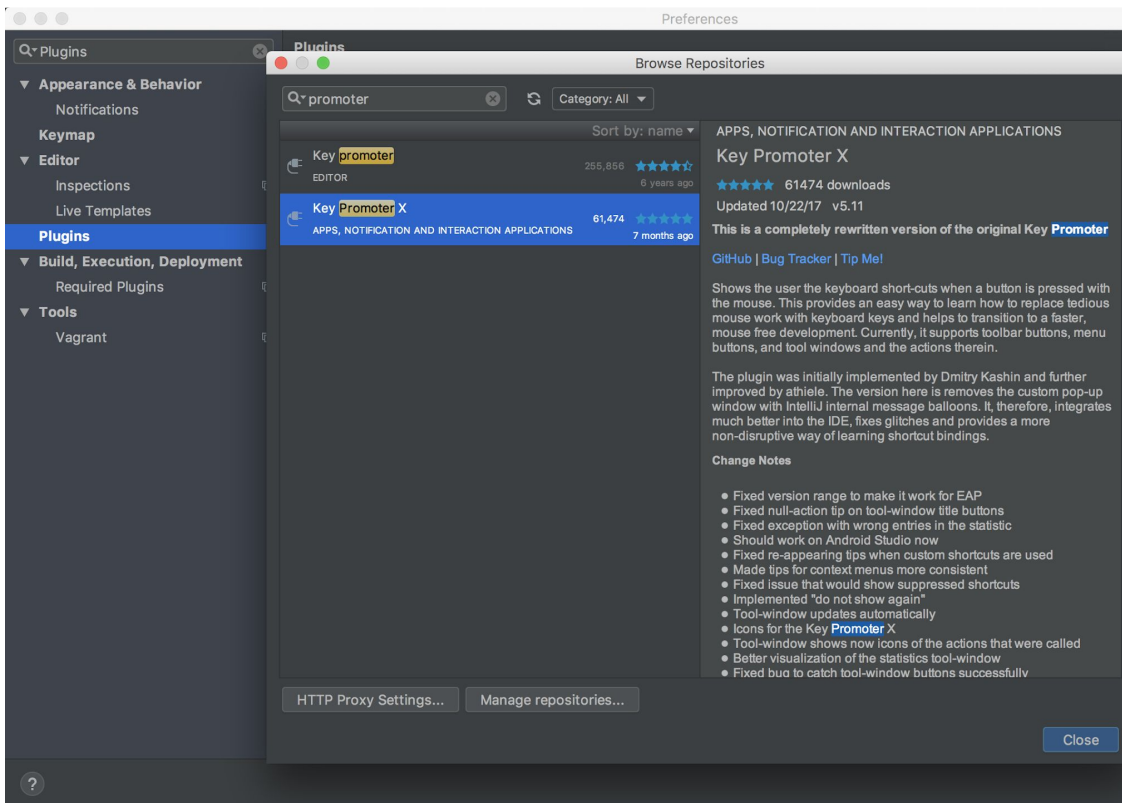 Preferences
Plugins
Plugins
▼ Appearance & Behavior
Notifications
Keymap
▼ Editor
Inspections
Live Templates
Plugins
▼ Build, Execution, Deployment
Required Plugins
▼ Tools
Vagrant
?
Browse Repositories
promoter
Category: All ▼
Sort by: name ▼
Key promoter
255,856
EDITOR
6 years ago
Key Promoter X
61,474
APPS, NOTIFICATION AND INTERACTION APPLICATIONS
7 months ago
APPS, NOTIFICATION AND INTERACTION APPLICATIONS
Key Promoter X
61474 downloads
Updated 10/22/17 v5.11
This is a completely rewritten version of the original Key Promoter
GitHub | Bug Tracker | Tip Me!
Shows the user the keyboard short-cuts when a button is pressed with
the mouse. This provides an easy way to learn how to replace tedious
mouse work with keyboard keys and helps to transition to a faster,
mouse free development. Currently, it supports toolbar buttons, menu
buttons, and tool windows and the actions therein.
The plugin was initially implemented by Dmitry Kashin and further
improved by athiele. The version here is removes the custom pop-up
window with IntelliJ internal message balloons. It, therefore, integrates
much better into the IDE, fixes glitches and provides a more
non-disruptive way of learning shortcut bindings.
Change Notes
● Fixed version range to make it work for EAP
● Fixed null-action tip on tool-window title buttons
● Fixed exception with wrong entries in the statistic
● Should work on Android Studio now
● Fixed re-appearing tips when custom shortcuts are used
● Made tips for context menus more consistent
● Fixed issue that would show suppressed shortcuts
● Implemented "do not show again"
● Tool-window updates automatically
● Icons for the Key Promoter X
● Tool-window shows now icons of the actions that were called
● Better visualization of the statistics tool-window
● Fixed bug to catch tool-window buttons successfully
HTTP Proxy Settings...
Manage repositories...
Close